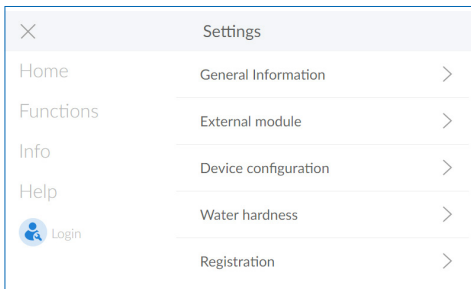 Settings
Home
Functions
Info
Help
Login
General Information
External module
Device configuration
Water hardness
Registration